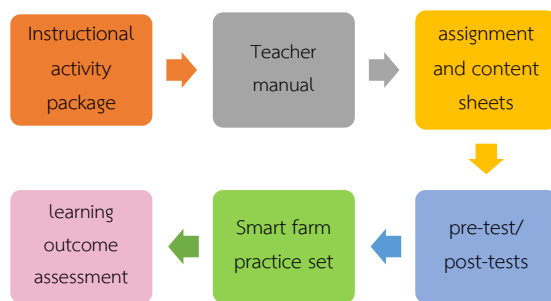 Instructional
activity
package
Teacher
manual
assignment
and content
sheets
pre-test/
post-tests
Smart farm
practice set
learning
outcome
assessment